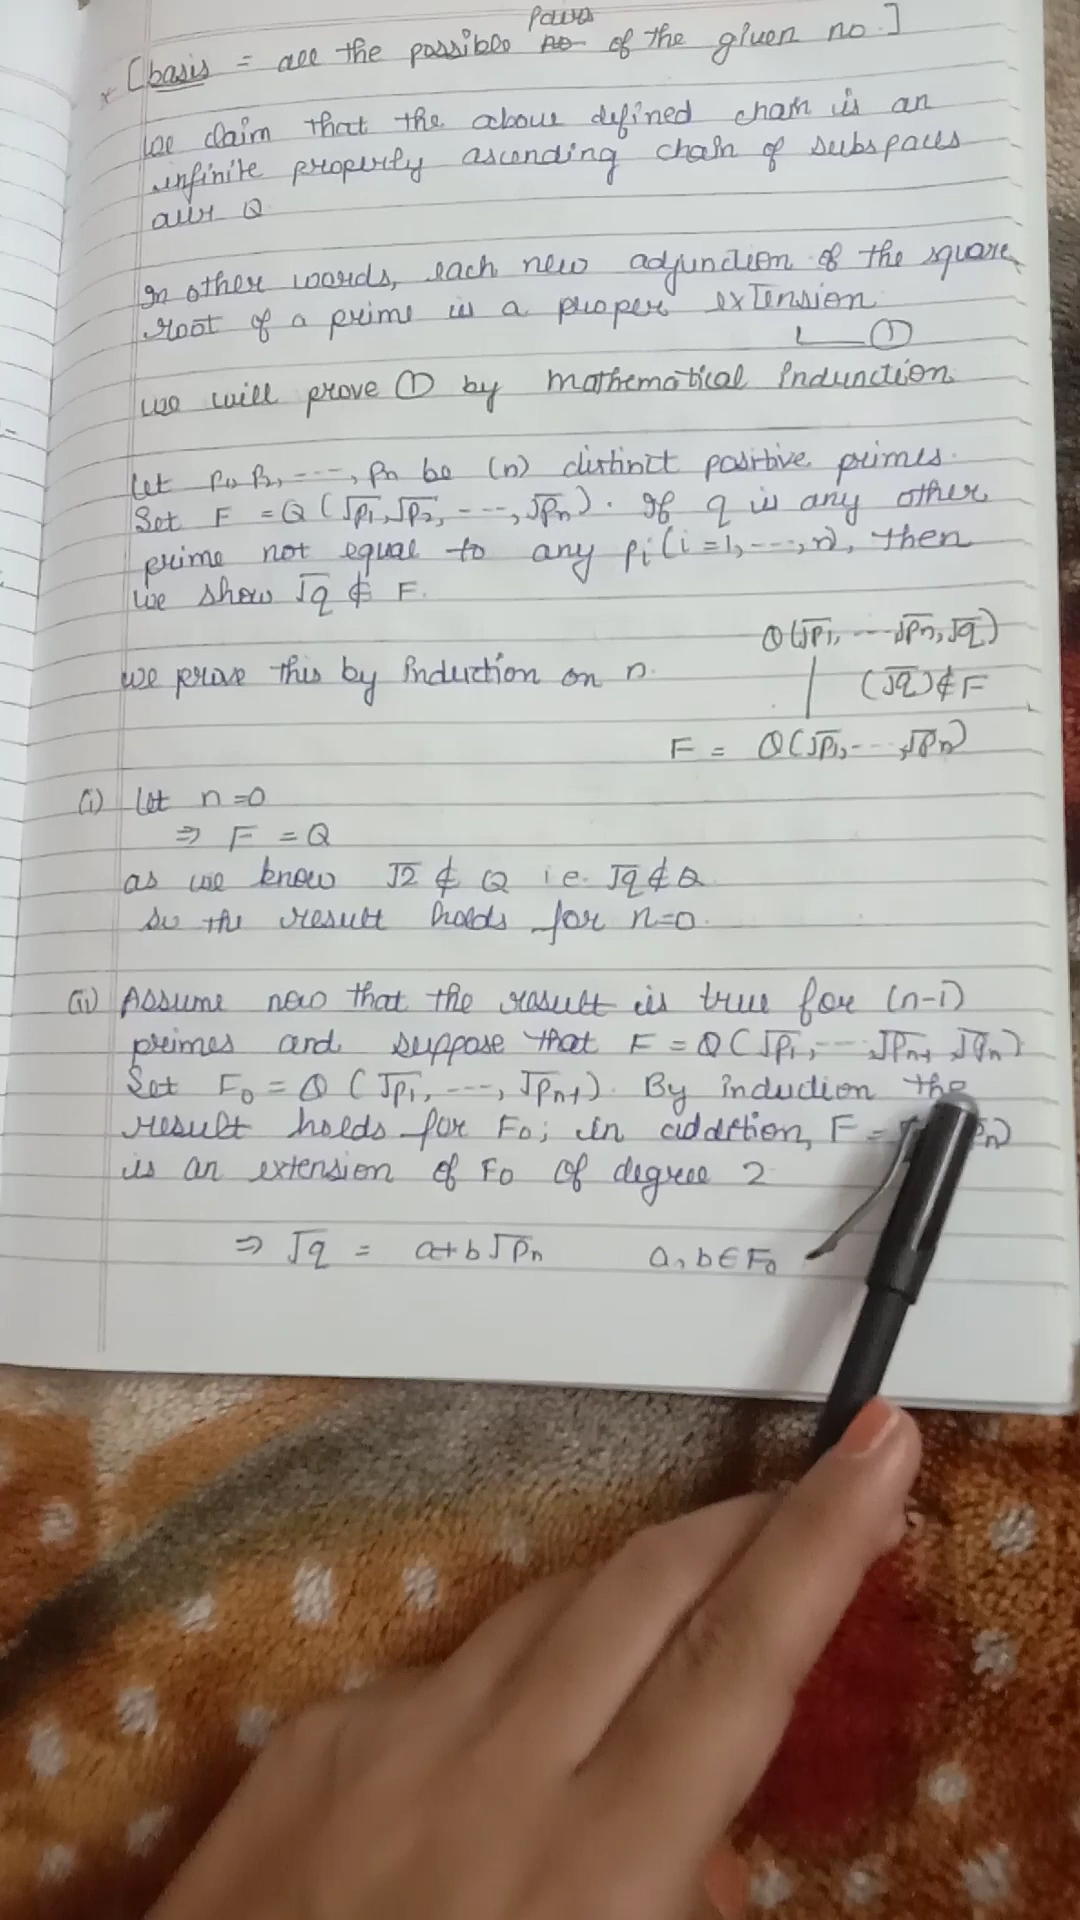 Pairs
* [basis = all the possible no of the given no.]
we claim that the above defined chain is an
infinite properly ascending chain of subspaces
over Q
In other words, each new adjunction of the square
root of a prime is a proper extension
①
we will prove ① by Mathematical Indunction
Let p1, p2, ----, pn be (n) distinct positive primes.
Set F = Q(√p1, √p2, ---, √pn). If q is any other
prime not equal to any pi (i=1, ---, n), then
we show √q ∉ F.
Q(√p1, ---√pn, √q)
we prove this by induction on n.
(√q) ∉ F
F = Q(√p1, --, √pn)
(i) Let n=0
⇒ F = Q
as we know √2 ∉ Q i.e. √q ∉ Q
so the result holds for n=0.
(ii) Assume now that the result is true for (n-1)
primes and suppose that F = Q(√p1, --- √pn-1, √qn)
Set F0 = Q(√p1, ---, √pn-1). By induction the
result holds for F0; in addition, F = pn)
is an extension of F0 of degree 2
⇒ √q = a+b√pn a, b ∈ F0